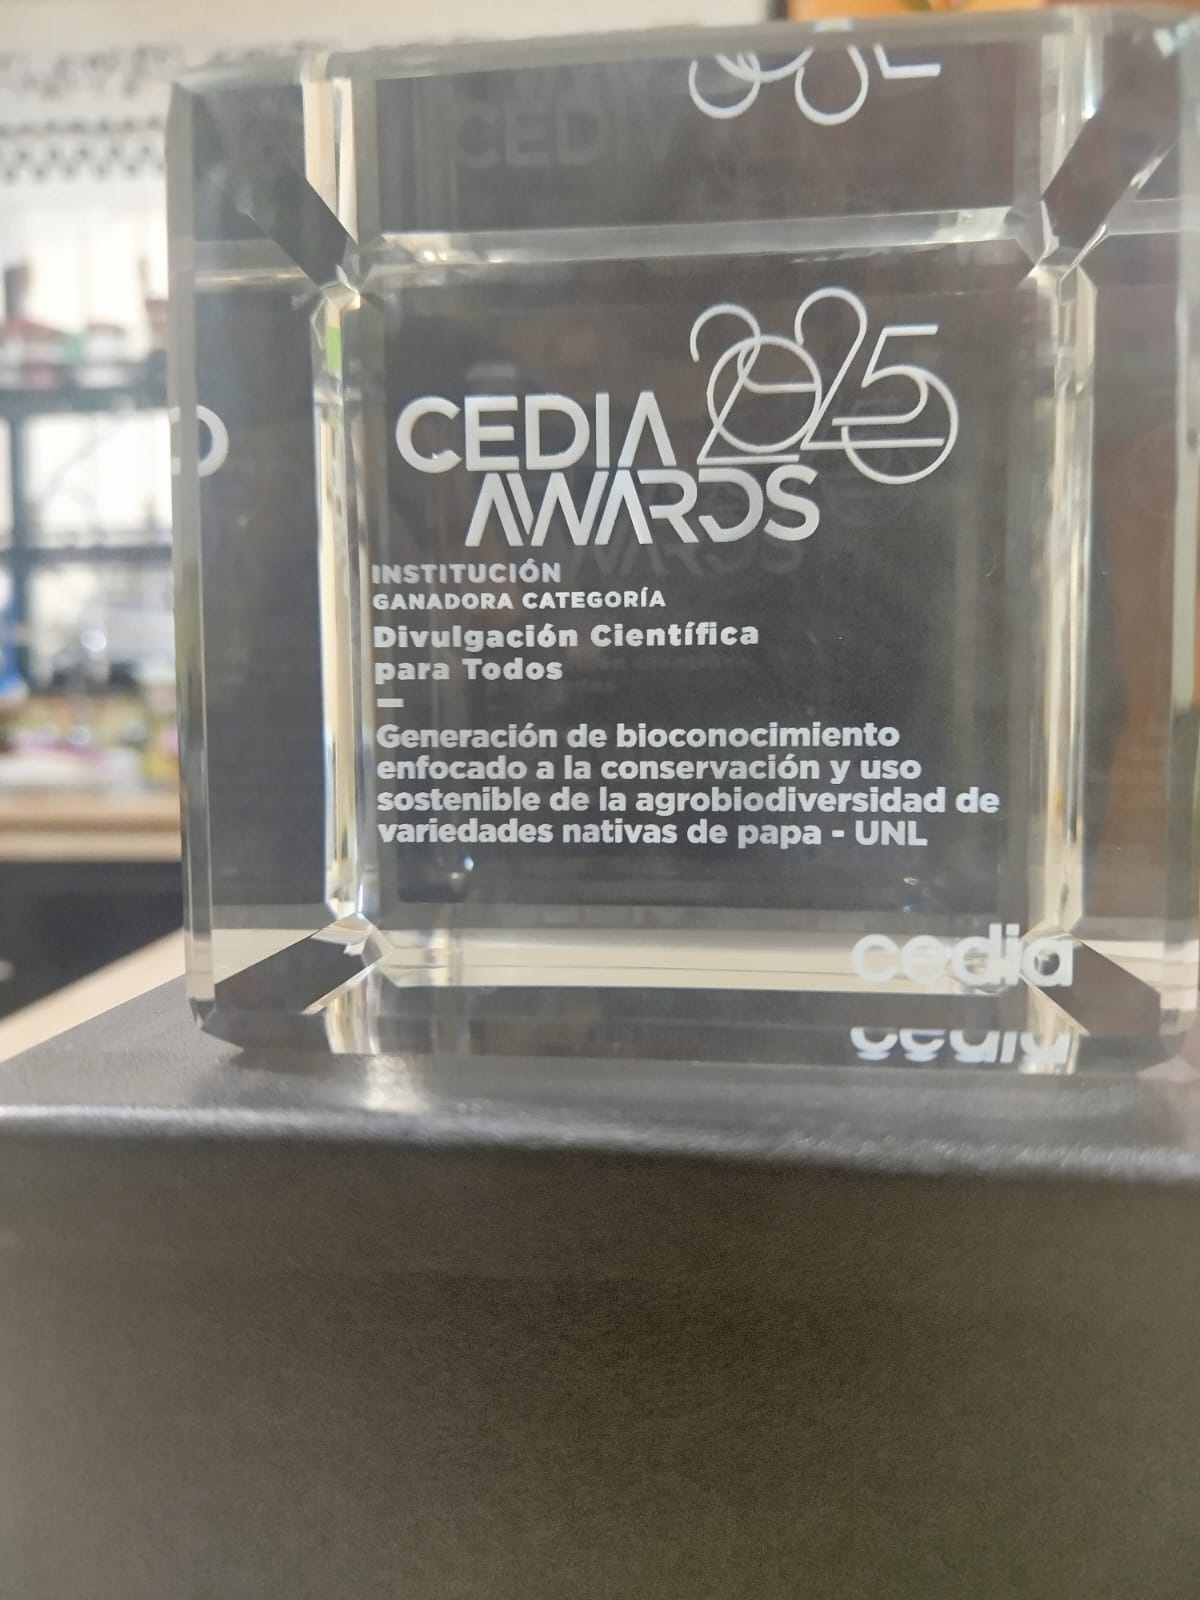 CEDIA 2025
AWARDS
INSTITUCIÓN
GANADORA CATEGORÍA
Divulgación Científica
para Todos
Generación de bioconocimiento
enfocado a la conservación y uso
sostenible de la agrobiodiversidad de
variedades nativas de papa - UNL
cedia